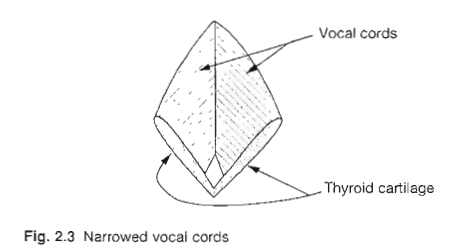 Vocal cords
Thyroid cartilage
Fig. 2.3 Narrowed vocal cords